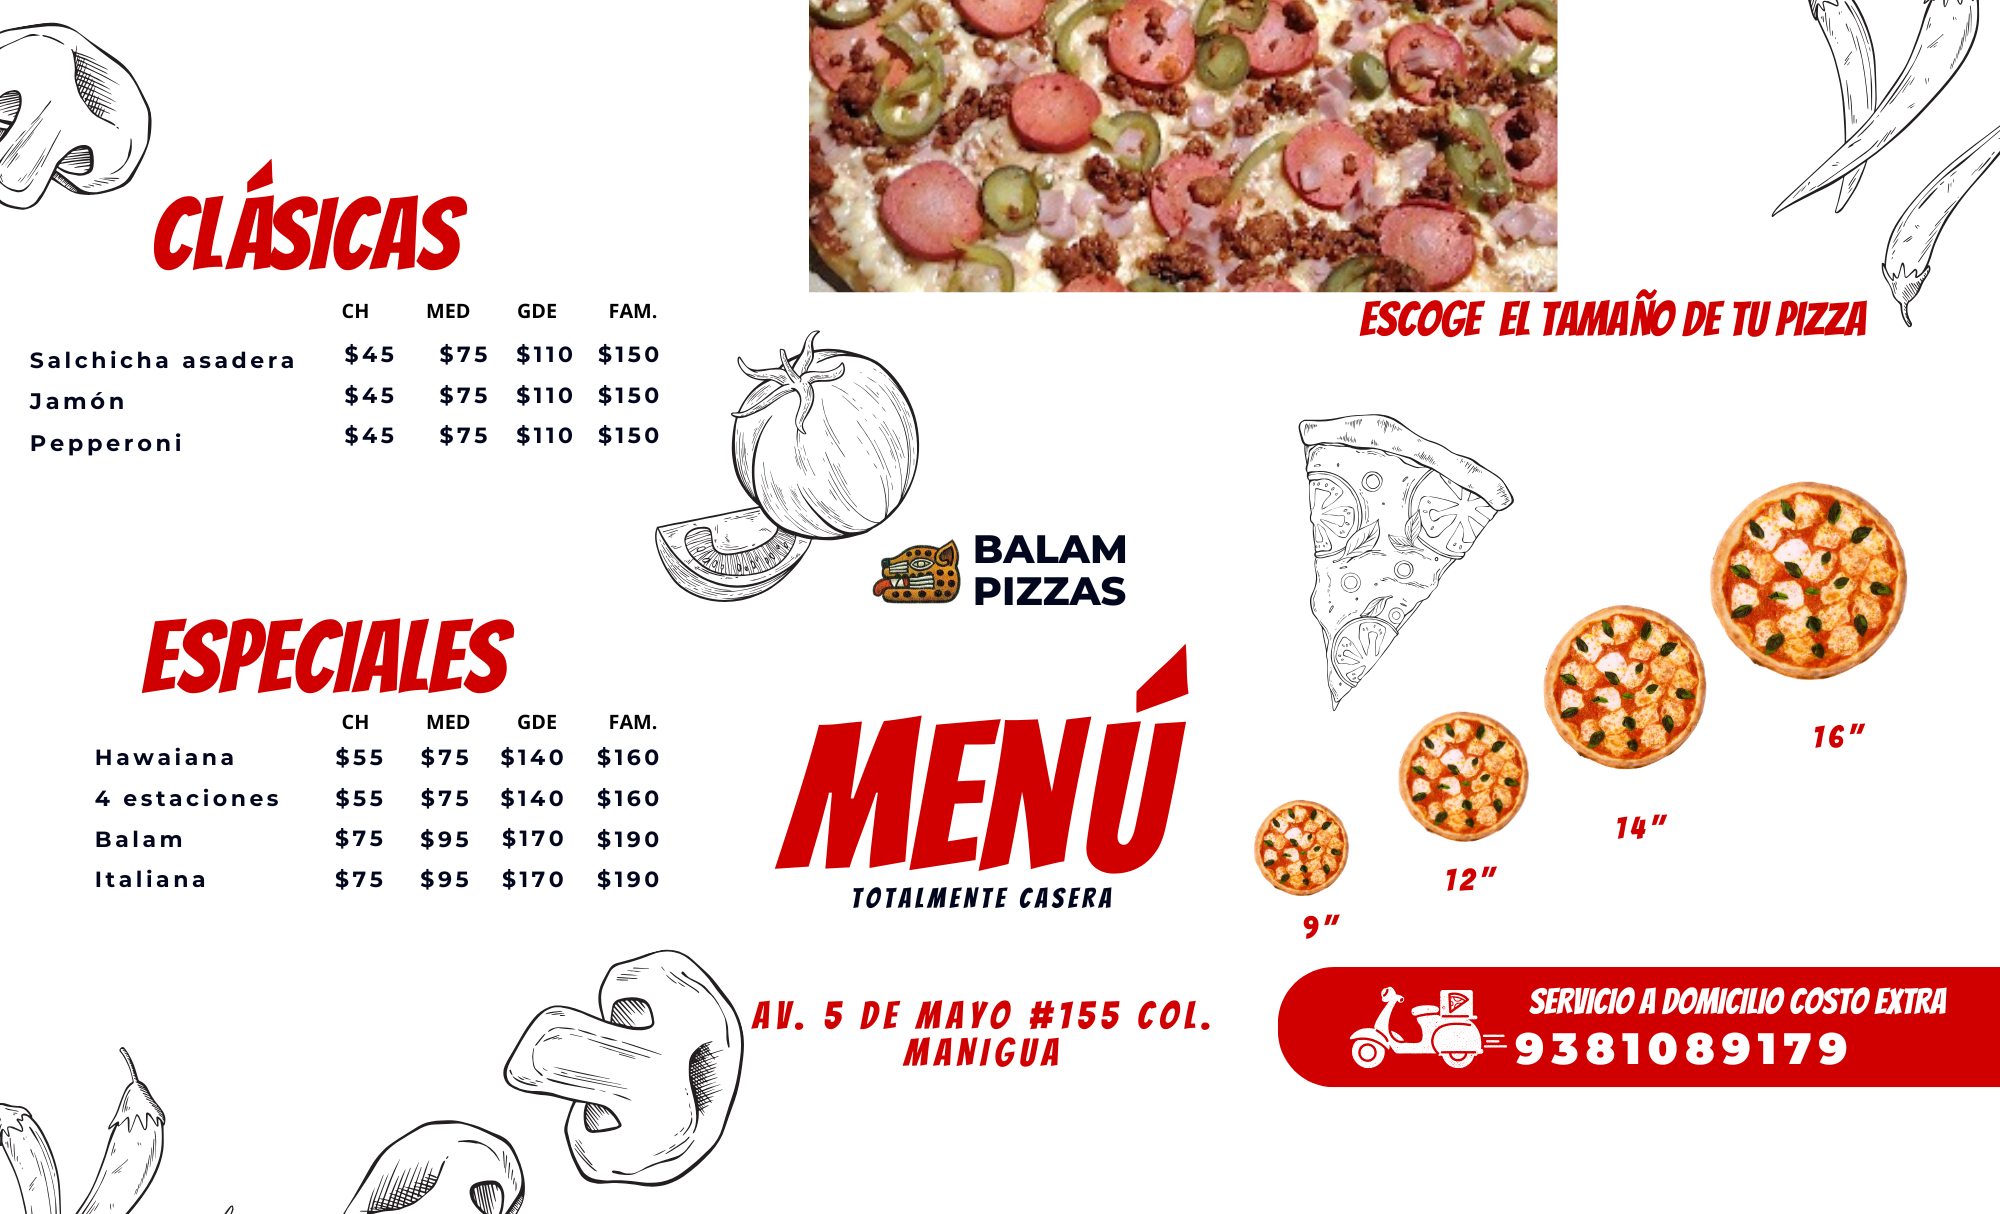 CLÁSICAS
CH MED GDE FAM.
Salchicha asadera $45 $75 $110 $150
Jamón $45 $75 $110 $150
Pepperoni $45 $75 $110 $150
ESPECIALES
CH MED GDE FAM.
Hawaiana $55 $75 $140 $160
4 estaciones $55 $75 $140 $160
Balam $75 $95 $170 $190
Italiana $75 $95 $170 $190
BALAM
PIZZAS
MENÚ
TOTALMENTE CASERA
AV. 5 DE MAYO #155 COL.
MANIGUA
ESCOGE EL TAMAÑO DE TU PIZZA
16"
14"
12"
9"
SERVICIO A DOMICILIO COSTO EXTRA
9381089179